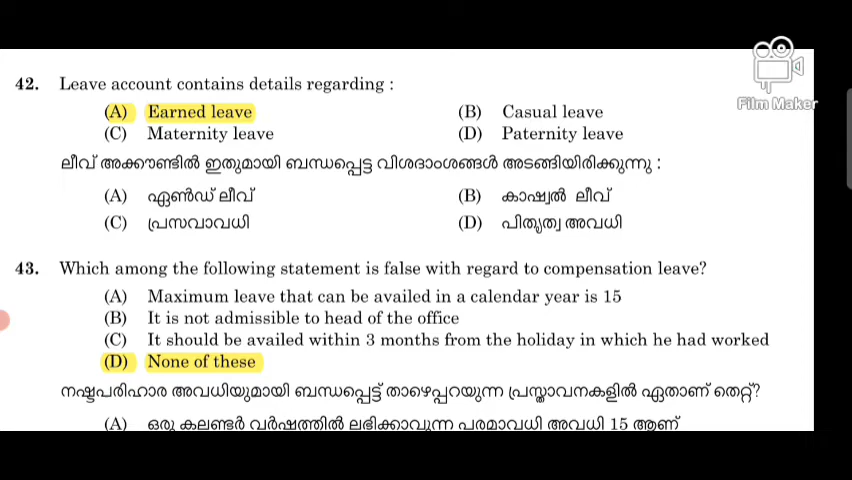 Film Maker
42. Leave account contains details regarding :
(A) Earned leave (B) Casual leave
(C) Maternity leave (D) Paternity leave
ലീവ് അക്കൗണ്ടിൽ ഇതുമായി ബന്ധപ്പെട്ട വിശദാംശങ്ങൾ അടങ്ങിയിരിക്കുന്നു :
(A) ഏൺഡ് ലീവ് (B) കാഷ്വൽ ലീവ്
(C) പ്രസവാവധി (D) പിതൃത്വ അവധി
43. Which among the following statement is false with regard to compensation leave?
(A) Maximum leave that can be availed in a calendar year is 15
(B) It is not admissible to head of the office
(C) It should be availed within 3 months from the holiday in which he had worked
(D) None of these
നഷ്ടപരിഹാര അവധിയുമായി ബന്ധപ്പെട്ട് താഴെപ്പറയുന്ന പ്രസ്താവനകളിൽ ഏതാണ് തെറ്റ്?
(A) ഒരു കലണ്ടർ വർഷത്തിൽ ലഭിക്കാവുന്ന പരമാവധി അവധി 15 ആണ്